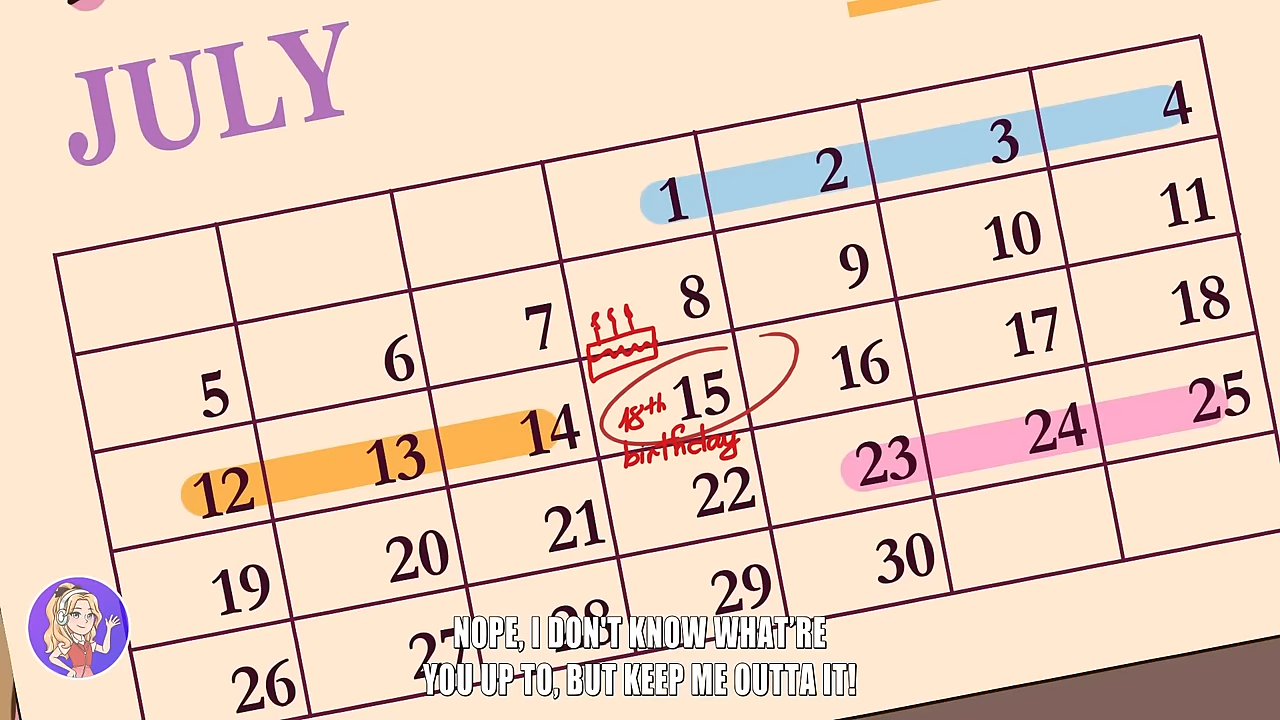 JULY
1 2 3 4
5 6 7 8 9 10 11
12 13 14 18th 15 16 17 18
birthday
19 20 21 22 23 24 25
26 27 28 29 30
NOPE, I DON'T KNOW WHAT'RE
YOU UP TO, BUT KEEP ME OUTTA IT!